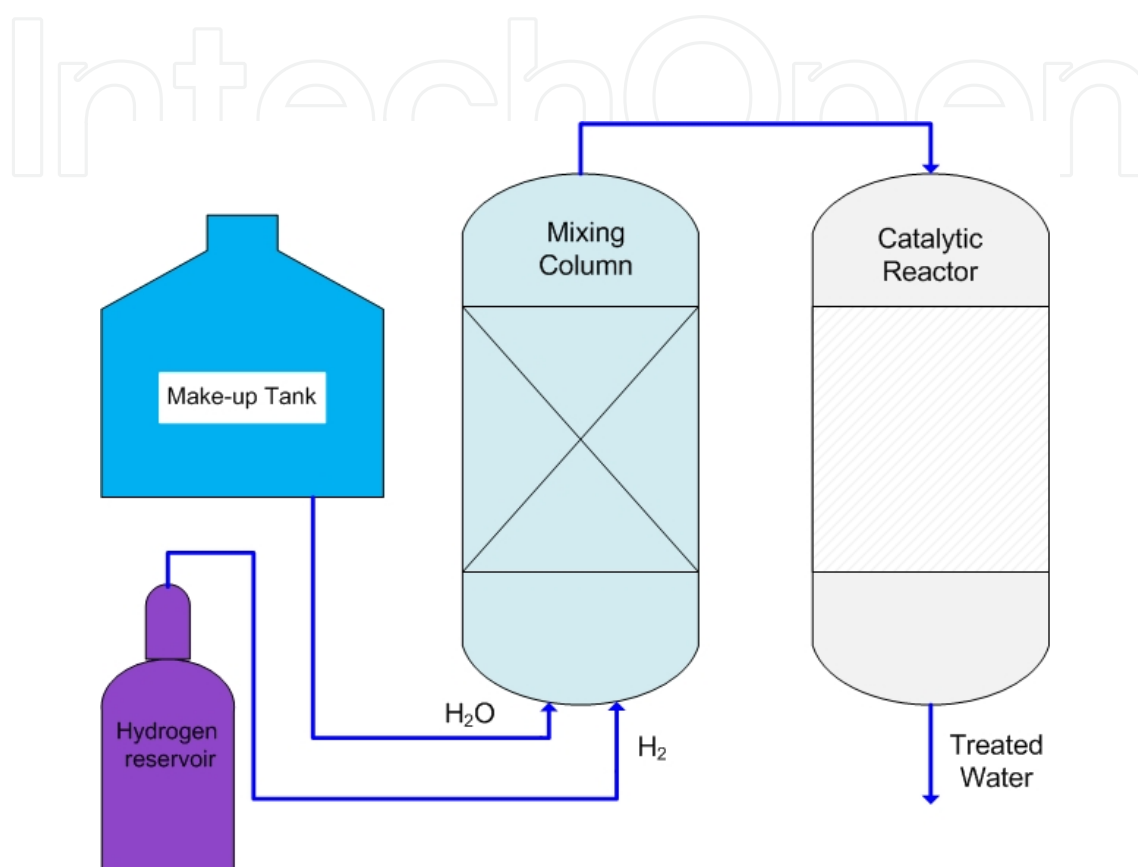 IntechOpen
Mixing
Column
Catalytic
Reactor
Make-up Tank
H₂O
Hydrogen
reservoir
H₂
Treated
Water